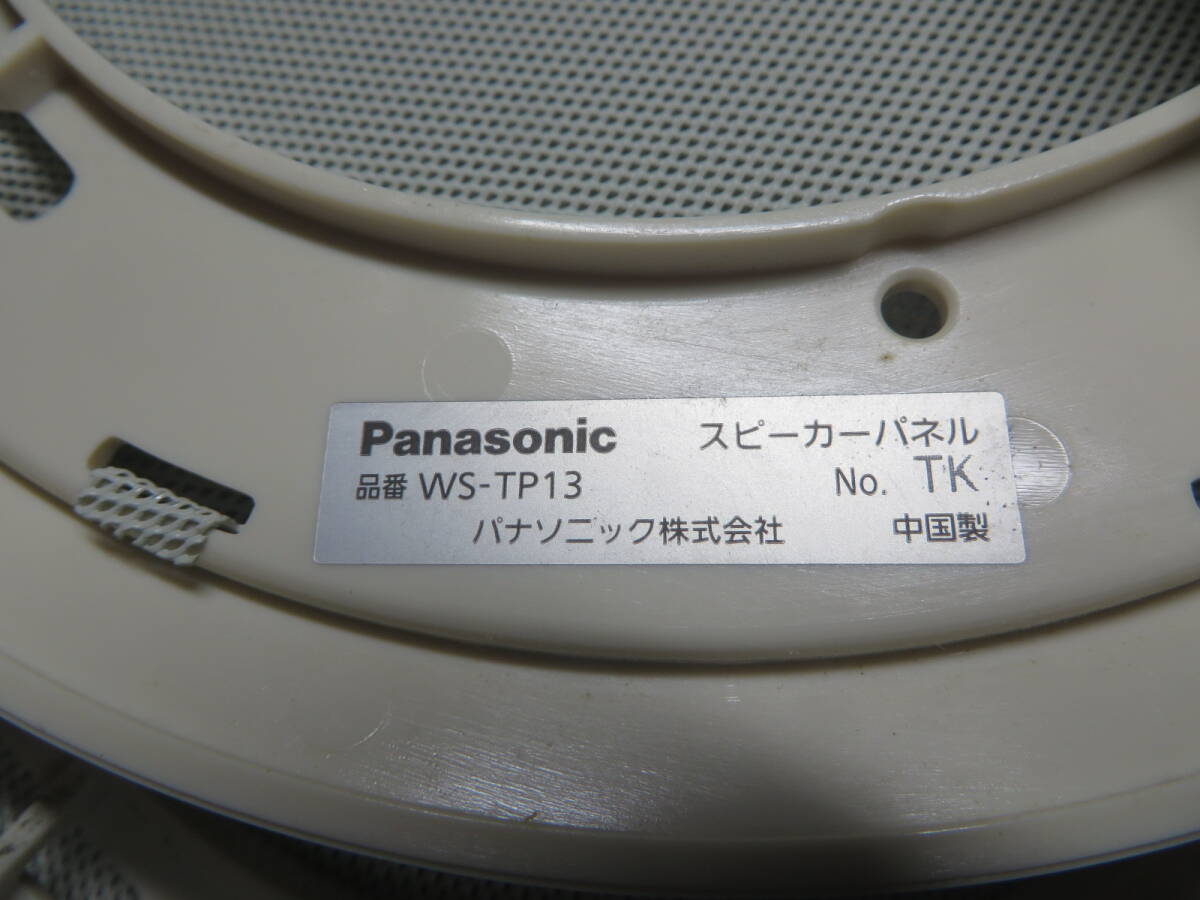 Panasonic スピーカーパネル
品番 WS-TP13 No. TK
パナソニック株式会社 中国製